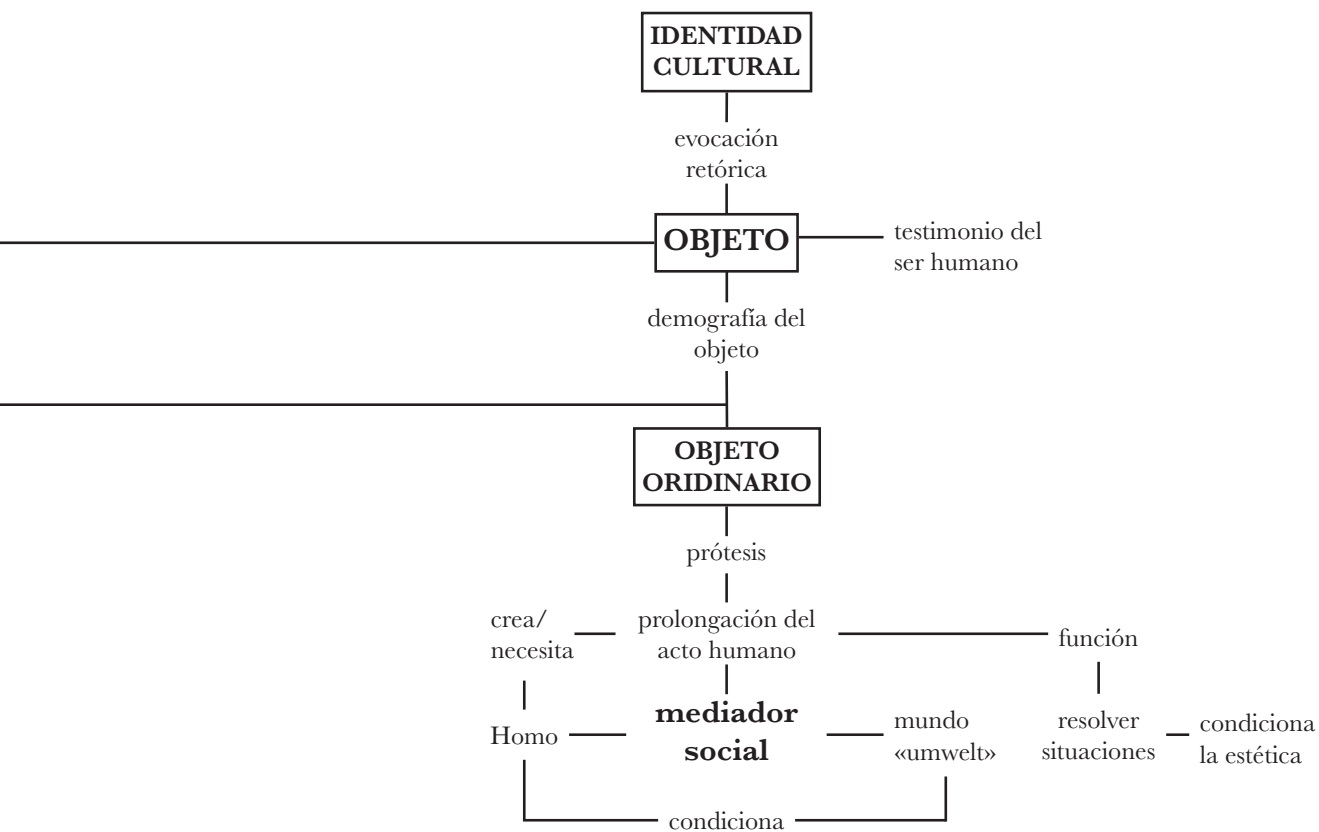 IDENTIDAD
CULTURAL
evocación
retórica
OBJETO
testimonio del
ser humano
demografía del
objeto
OBJETO
ORIDINARIO
prótesis
crea/
necesita
prolongación del
acto humano
función
Homo
mediador
social
mundo
«umwelt»
resolver
situaciones
condiciona
la estética
condiciona